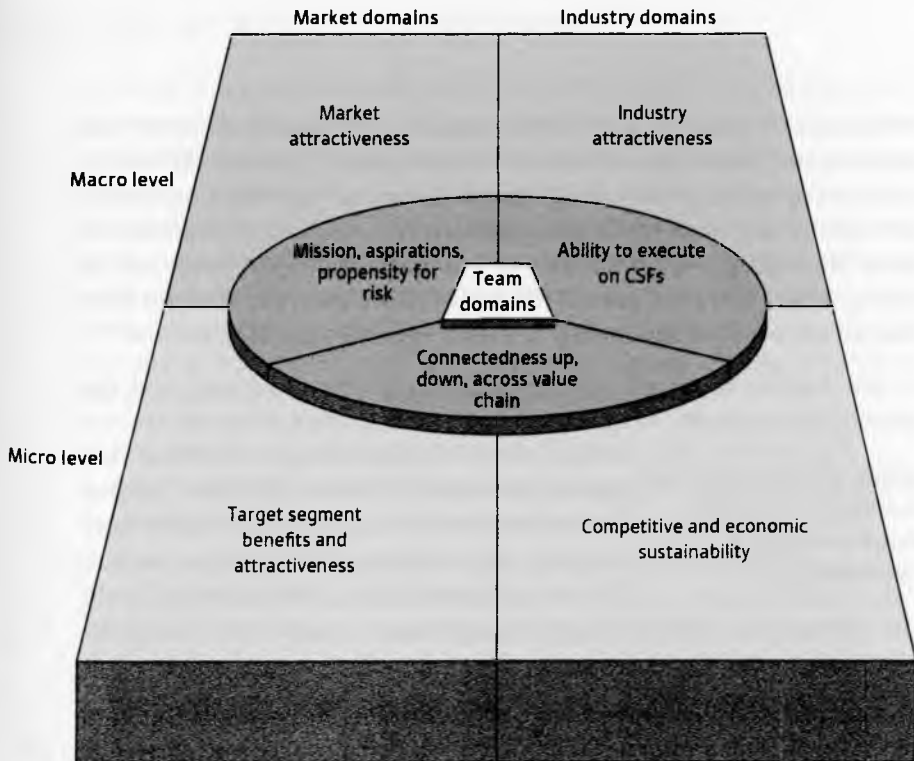 Market domains
Industry domains
Market
attractiveness
Industry
attractiveness
Macro level
Mission, aspirations,
propensity for
risk
Ability to execute
on CSFs
Team
domains
Connectedness up,
down, across value
chain
Micro level
Target segment
benefits and
attractiveness
Competitive and economic
sustainability